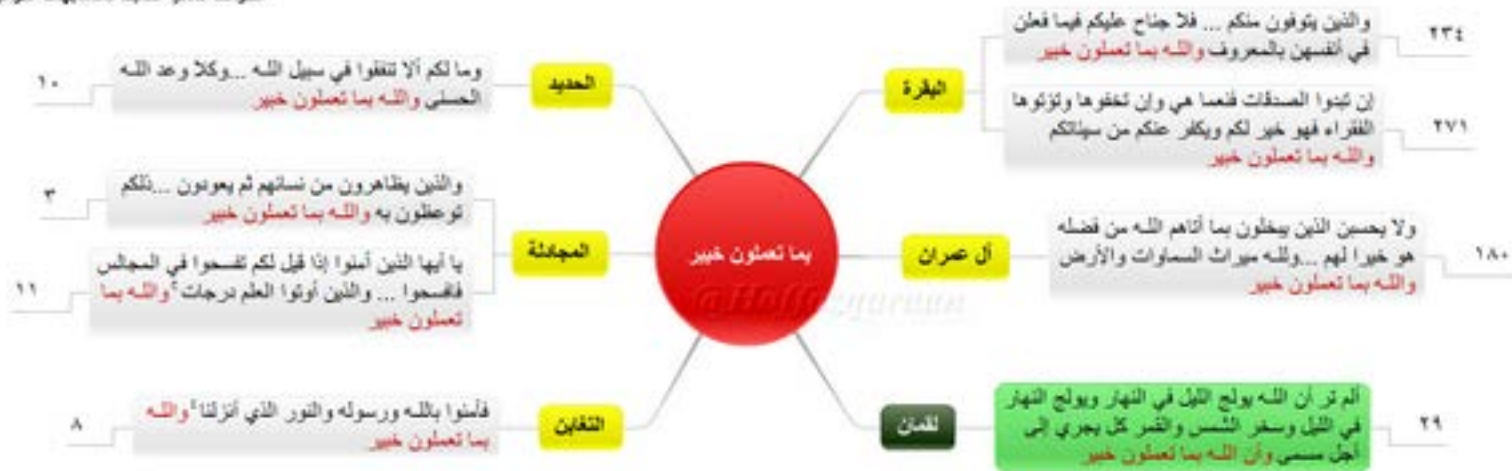 بما تعملون خبير
البقرة
والذين يتوفون منكم ... فلا جناح عليكم فيما فعلن
في أنفسهن بالمعروف والله بما تعملون خبير
٢٣٤
إن تبدوا الصدقات فنعما هي وإن تخفوها وتؤتوها
الفقراء فهو خير لكم ويكفر عنكم من سيئاتكم
والله بما تعملون خبير
٢٧١
آل عمران
ولا يحسبن الذين يبخلون بما آتاهم الله من فضله
هو خيرا لهم ...ولله ميراث السماوات والأرض
والله بما تعملون خبير
١٨٠
لقمان
ألم تر أن الله يولج الليل في النهار ويولج النهار
في الليل وسخر الشمس والقمر كل يجري إلى
أجل مسمى وأن الله بما تعملون خبير
٢٩
الحديد
وما لكم ألا تنفقوا في سبيل الله ...وكلا وعد الله
الحسنى والله بما تعملون خبير
١٠
المجادلة
والذين يظاهرون من نسائهم ثم يعودون ...ذلكم
توعظون به والله بما تعملون خبير
٣
يا أيها الذين آمنوا إذا قيل لكم تفسحوا في المجالس
فافسحوا ... والذين أوتوا العلم درجات والله بما
تعملون خبير
١١
التغابن
فآمنوا بالله ورسوله والنور الذي أنزلنا والله
بما تعملون خبير
٨